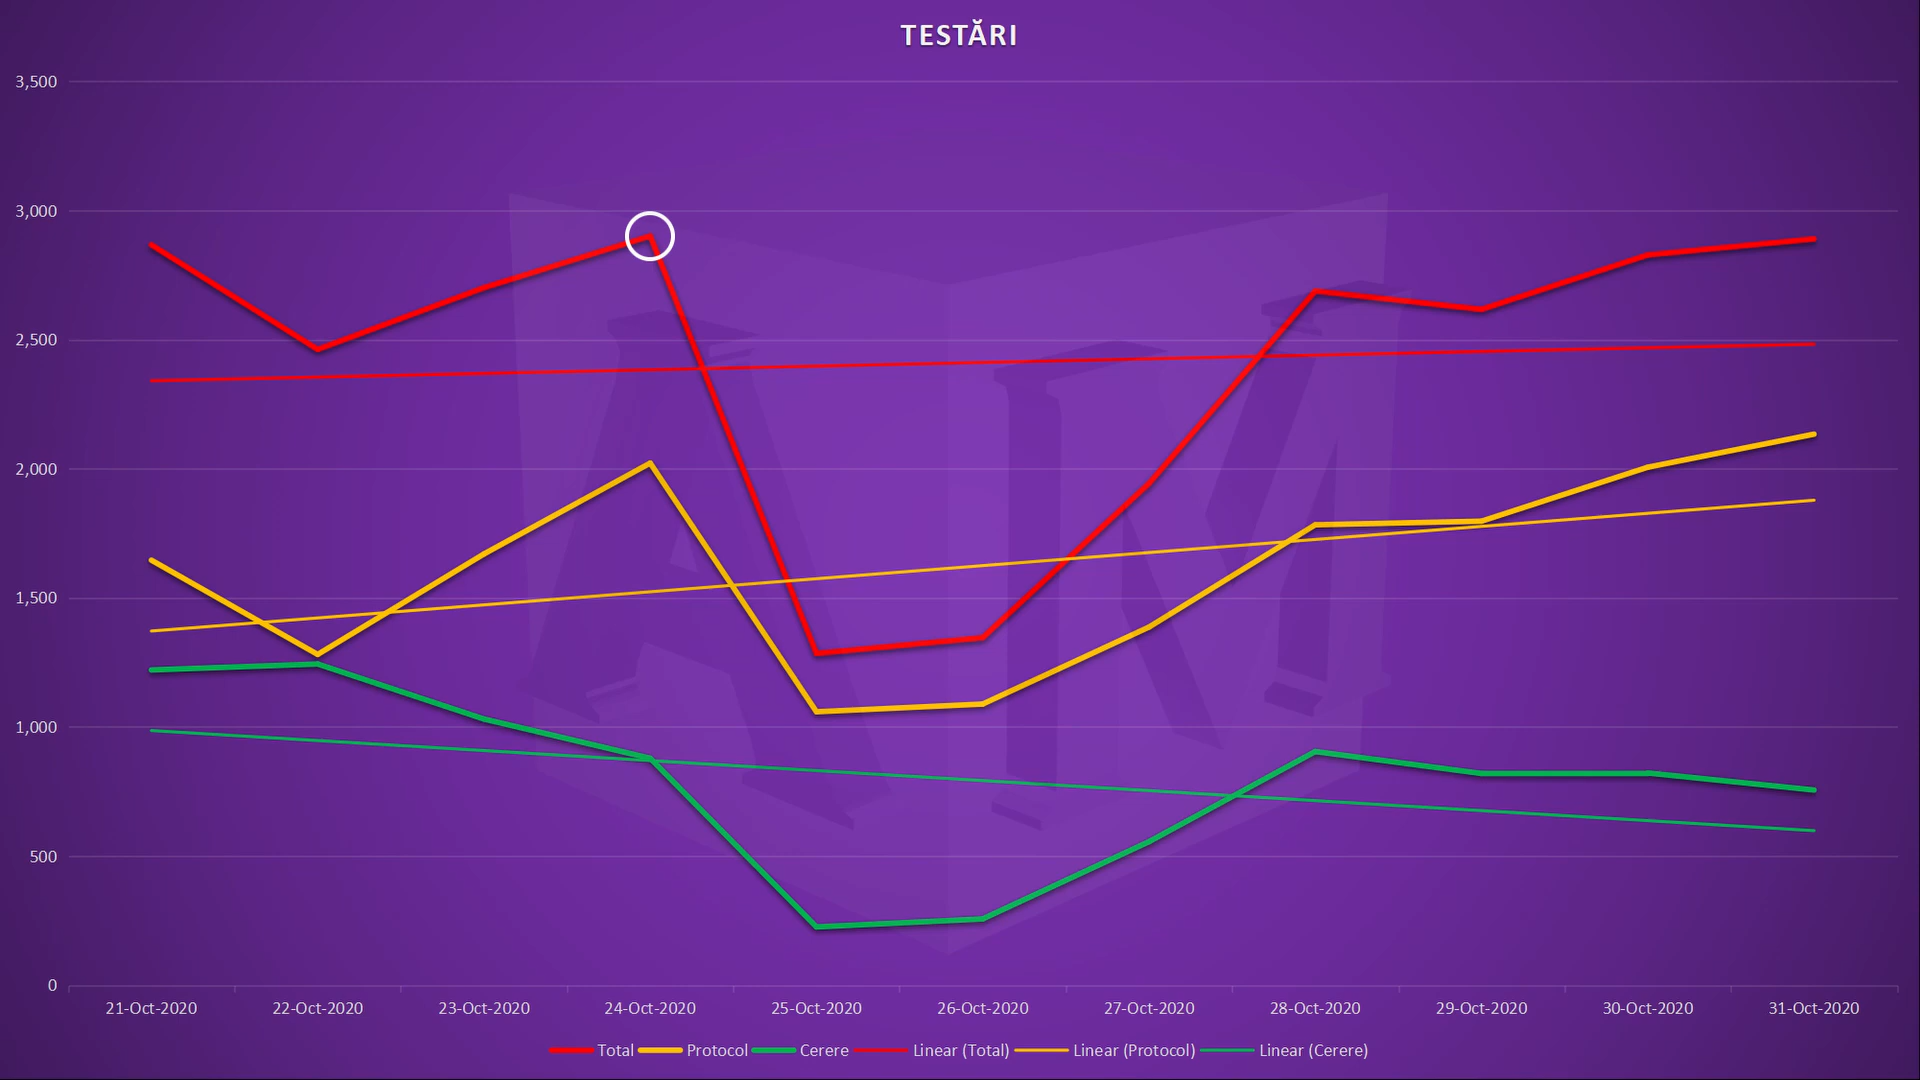 TESTĂRI
3,500
3,000
2,500
2,000
1,500
1,000
500
0
21-Oct-2020 22-Oct-2020 23-Oct-2020 24-Oct-2020 25-Oct-2020 26-Oct-2020 27-Oct-2020 28-Oct-2020 29-Oct-2020 30-Oct-2020 31-Oct-2020
Total Protocol Cerere Linear (Total) Linear (Protocol) Linear (Cerere)